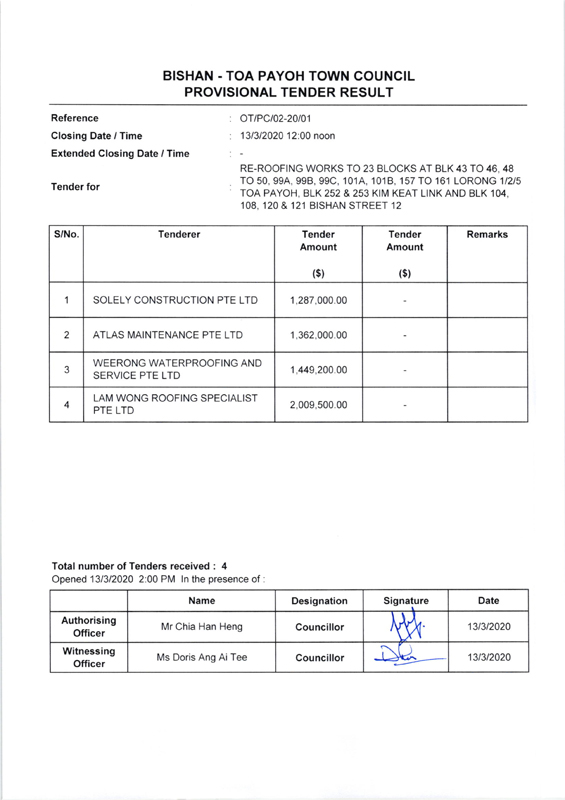 BISHAN - TOA PAYOH TOWN COUNCIL
PROVISIONAL TENDER RESULT
Reference : OT/PC/02-20/01
Closing Date / Time : 13/3/2020 12:00 noon
Extended Closing Date / Time : -
Tender for : RE-ROOFING WORKS TO 23 BLOCKS AT BLK 43 TO 46, 48
TO 50, 99A, 99B, 99C, 101A, 101B, 157 TO 161 LORONG 1/2/5
TOA PAYOH, BLK 252 & 253 KIM KEAT LINK AND BLK 104,
108, 120 & 121 BISHAN STREET 12
S/No. Tenderer Tender Tender Remarks
Amount Amount
($) ($)
1 SOLELY CONSTRUCTION PTE LTD 1,287,000.00 -
2 ATLAS MAINTENANCE PTE LTD 1,362,000.00 -
3 WEERONG WATERPROOFING AND
SERVICE PTE LTD 1,449,200.00 -
4 LAM WONG ROOFING SPECIALIST
PTE LTD 2,009,500.00 -
Total number of Tenders received : 4
Opened 13/3/2020 2:00 PM In the presence of :
Name Designation Signature Date
Authorising
Officer Mr Chia Han Heng Councillor 13/3/2020
Witnessing
Officer Ms Doris Ang Ai Tee Councillor 13/3/2020